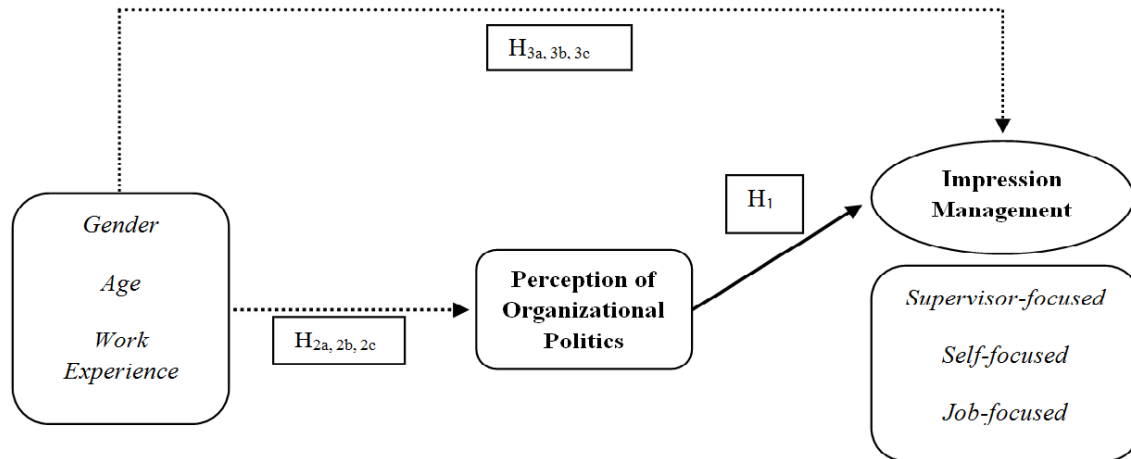 H3a, 3b, 3c
Gender
Age
Work
Experience
H2a, 2b, 2c
Perception of
Organizational
Politics
H1
Impression
Management
Supervisor-focused
Self-focused
Job-focused